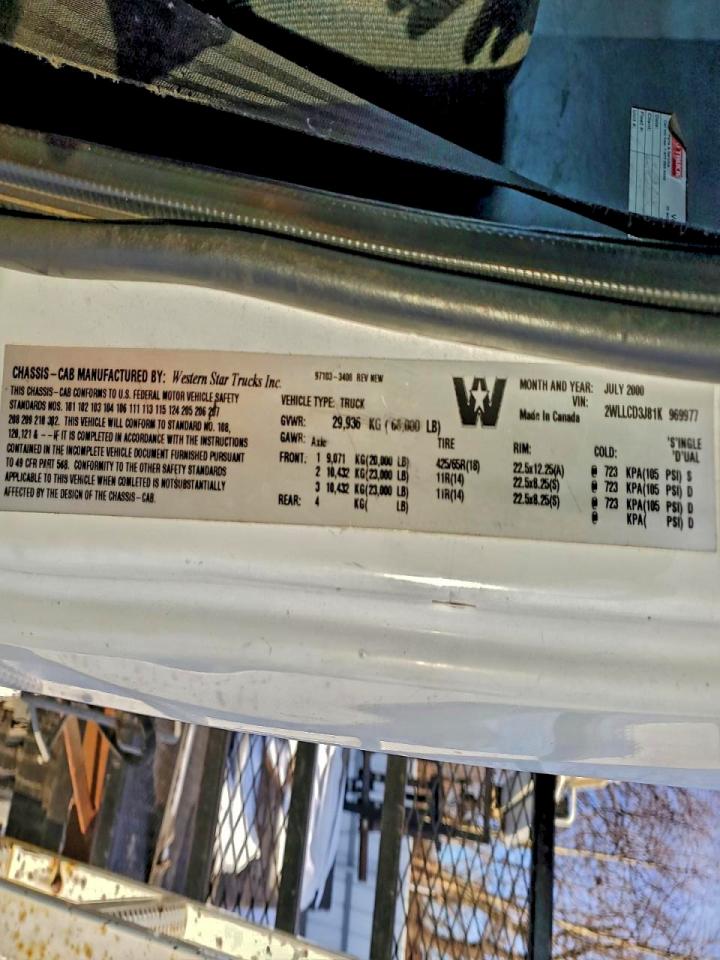 CHASSIS-CAB MANUFACTURED BY: Western Star Trucks Inc.
THIS CHASSIS-CAB CONFORMS TO U.S. FEDERAL MOTOR VEHICLE SAFETY
STANDARDS NOS. 101 102 103 104 106 111 113 115 124 205 206 207
208 209 210 302. THIS VEHICLE WILL CONFORM TO STANDARD NO. 108,
120,121 & -- IF IT IS COMPLETED IN ACCORDANCE WITH THE INSTRUCTIONS
CONTAINED IN THE INCOMPLETE VEHICLE DOCUMENT FURNISHED PURSUANT
TO 49 CFR PART 568. CONFORMITY TO THE OTHER SAFETY STANDARDS
APPLICABLE TO THIS VEHICLE WHEN COMLETED IS NOTSUBSTANTIALLY
AFFECTED BY THE DESIGN OF THE CHASSIS-CAB.
97103-3400 REV NEW
VEHICLE TYPE: TRUCK
GVWR: 29,936 KG (66,000 LB)
GAWR: Axle TIRE RIM: COLD: 'S'INGLE 'D'UAL
FRONT: 1 9,071 KG(20,000 LB) 425/65R(18) 22.5x12.25(A) @ 723 KPA(105 PSI) S
2 10,432 KG(23,000 LB) 11R(14) 22.5x8.25(S) @ 723 KPA(105 PSI) D
3 10,432 KG(23,000 LB) 11R(14) 22.5x8.25(S) @ 723 KPA(105 PSI) D
REAR: 4 KG( LB) @ KPA( PSI) D
W
MONTH AND YEAR: JULY 2000
VIN: 2WLLCD3J81K 969977
Made In Canada